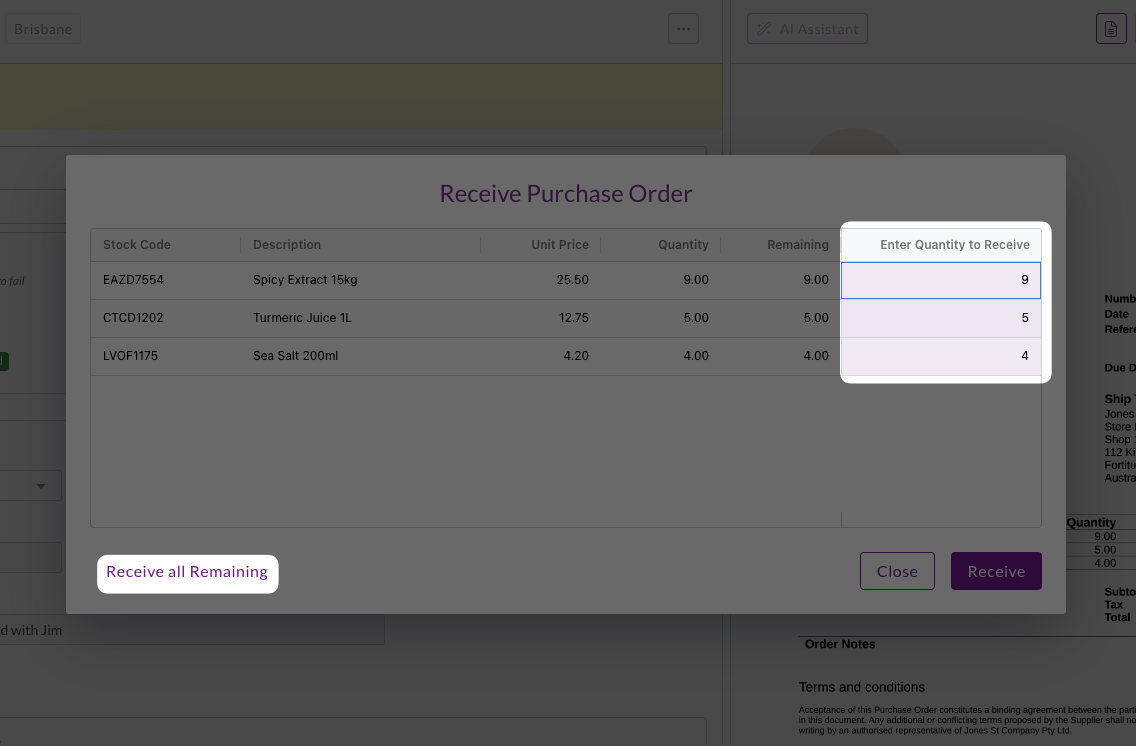 Brisbane
...
AI Assistant
Receive Purchase Order
Stock Code Description Unit Price Quantity Remaining Enter Quantity to Receive
EAZD7554 Spicy Extract 15kg 25.50 9.00 9.00 9
CTCD1202 Turmeric Juice 1L 12.75 5.00 5.00 5
LVOF1175 Sea Salt 200ml 4.20 4.00 4.00 4
Receive all Remaining
Close
Receive
o fail
d
d with Jim
Numb
Date
Refere
Due D
Ship
Jones
Store
Shop
112 Ki
Fortitu
Austra
Quantity
9.00
5.00
4.00
Subto
Tax
Total
Order Notes
Terms and conditions
Acceptance of this Purchase Order constitutes a binding agreement between the parti
in this document. Any additional or conflicting terms proposed by the Supplier shall no
writing by an authorised representative of Jones St Company Pty Ltd.